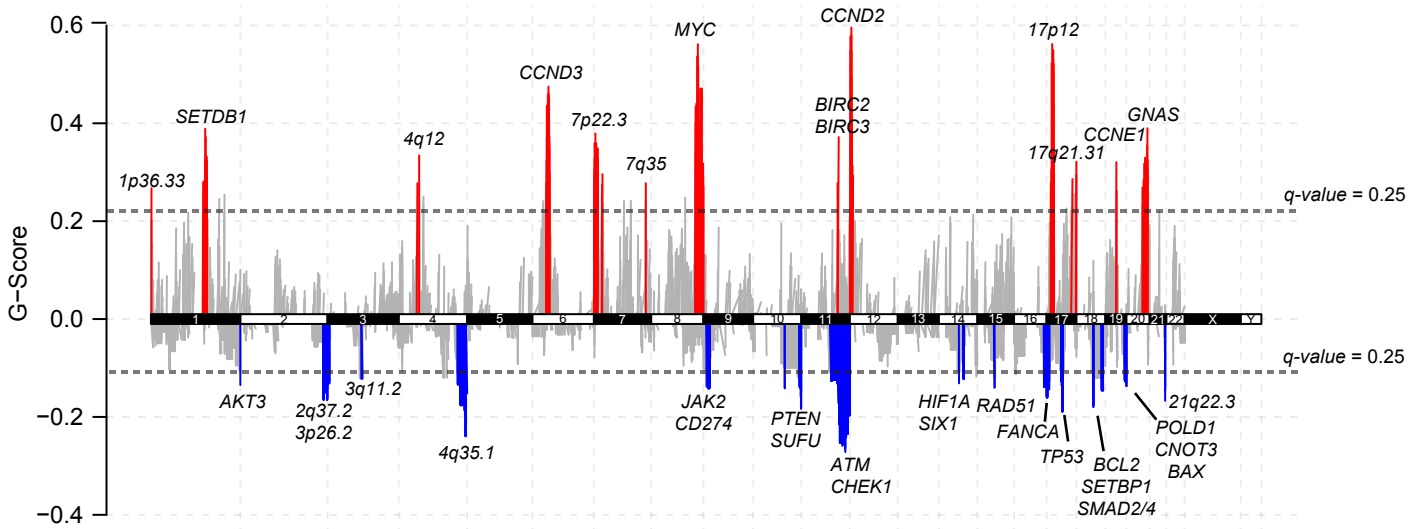 G−Score
0.6
0.4
0.2
0.0
−0.2
−0.4
1p36.33
SETDB1
4q12
CCND3
7p22.3
7q35
MYC
BIRC2
BIRC3
CCND2
17p12
17q21.31
CCNE1
GNAS
q-value = 0.25
1 2 3 4 5 6 7 8 9 10 11 12 13 14 15 16 17 18 19 20 21 22 X Y
q-value = 0.25
AKT3
2q37.2
3p26.2
3q11.2
4q35.1
JAK2
CD274
PTEN
SUFU
ATM
CHEK1
HIF1A
SIX1
RAD51
FANCA
TP53
BCL2
SETBP1
SMAD2/4
POLD1
CNOT3
BAX
21q22.3